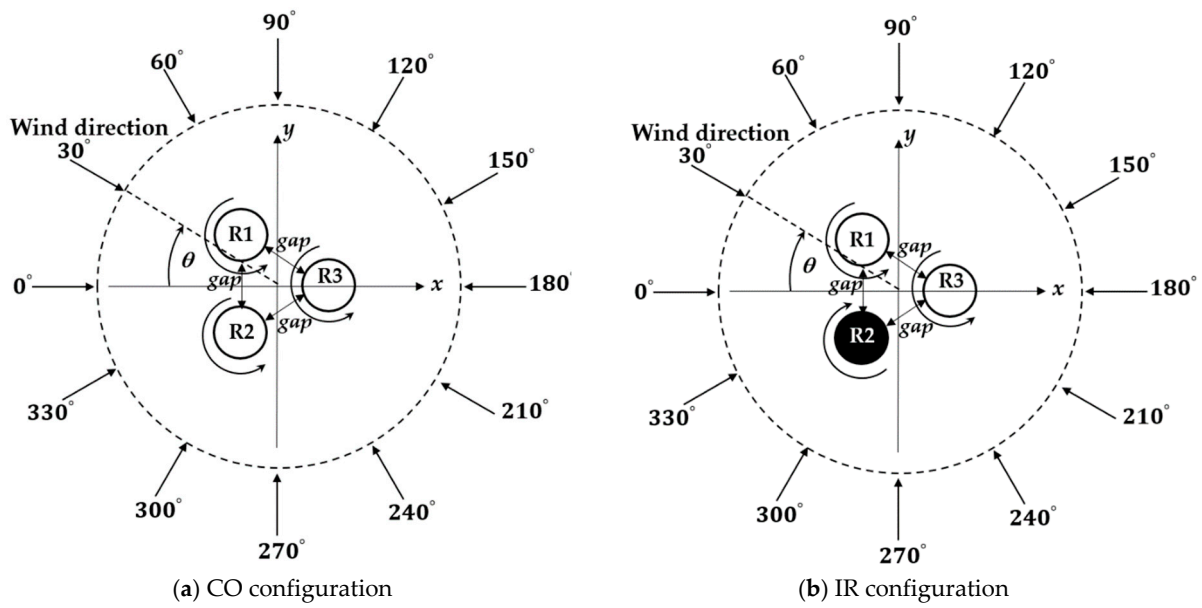 90°
60°
120°
Wind direction
30°
y
150°
R1
gap
θ
R3
gap
0°
x
180°
R2
gap
330°
210°
300°
240°
270°
(a) CO configuration
90°
60°
120°
Wind direction
30°
y
150°
R1
gap
θ
R3
gap
0°
x
180°
R2
gap
330°
210°
300°
240°
270°
(b) IR configuration